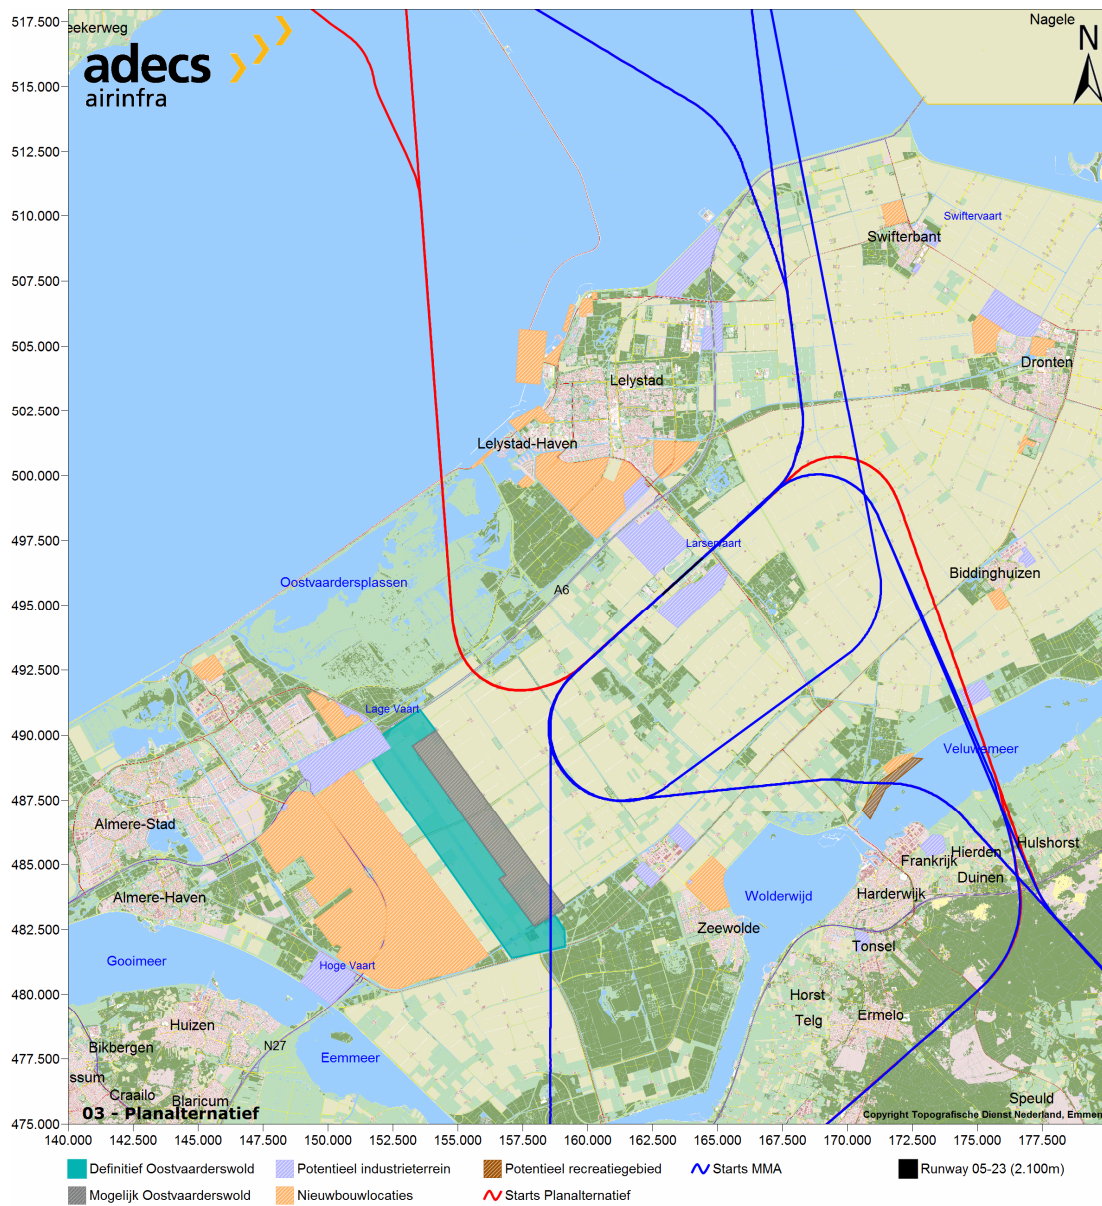 517.500
515.000
512.500
510.000
507.500
505.000
502.500
500.000
497.500
495.000
492.500
490.000
487.500
485.000
482.500
480.000
477.500
475.000
eekerweg
adecs
airinfra
Nagele
N
Swiftervaart
Swifterbant
Dronten
Lelystad
Lelystad-Haven
Larservaart
Biddinghuizen
Oostvaardersplassen
A6
Lage Vaart
Veluwemeer
Almere-Stad
Hulshorst
Hierden
Frankrijk
Duinen
Almere-Haven
Wolderwijd
Harderwijk
Zeewolde
Tonsel
Gooimeer
Hoge Vaart
Horst
Telg
Ermelo
Huizen
Bikbergen
N27
Eemmeer
ssum
Craailo
Blaricum
Speuld
03 - Planalternatief
Copyright Topografische Dienst Nederland, Emmen
140.000 142.500 145.000 147.500 150.000 152.500 155.000 157.500 160.000 162.500 165.000 167.500 170.000 172.500 175.000 177.500
Definitief Oostvaarderswold Potentieel industrieterrein Potentieel recreatiegebied Starts MMA Runway 05-23 (2.100m)
Mogelijk Oostvaarderswold Nieuwbouwlocaties Starts Planalternatief